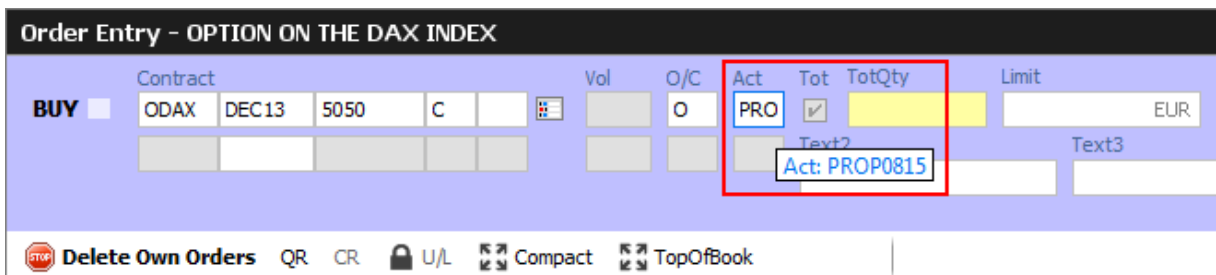 Order Entry - OPTION ON THE DAX INDEX
Contract Vol O/C Act Tot TotQty Limit
BUY ODAX DEC13 5050 C O PRO EUR
Text2 Text3
Act: PROP0815
STOP Delete Own Orders QR CR U/L Compact TopOfBook